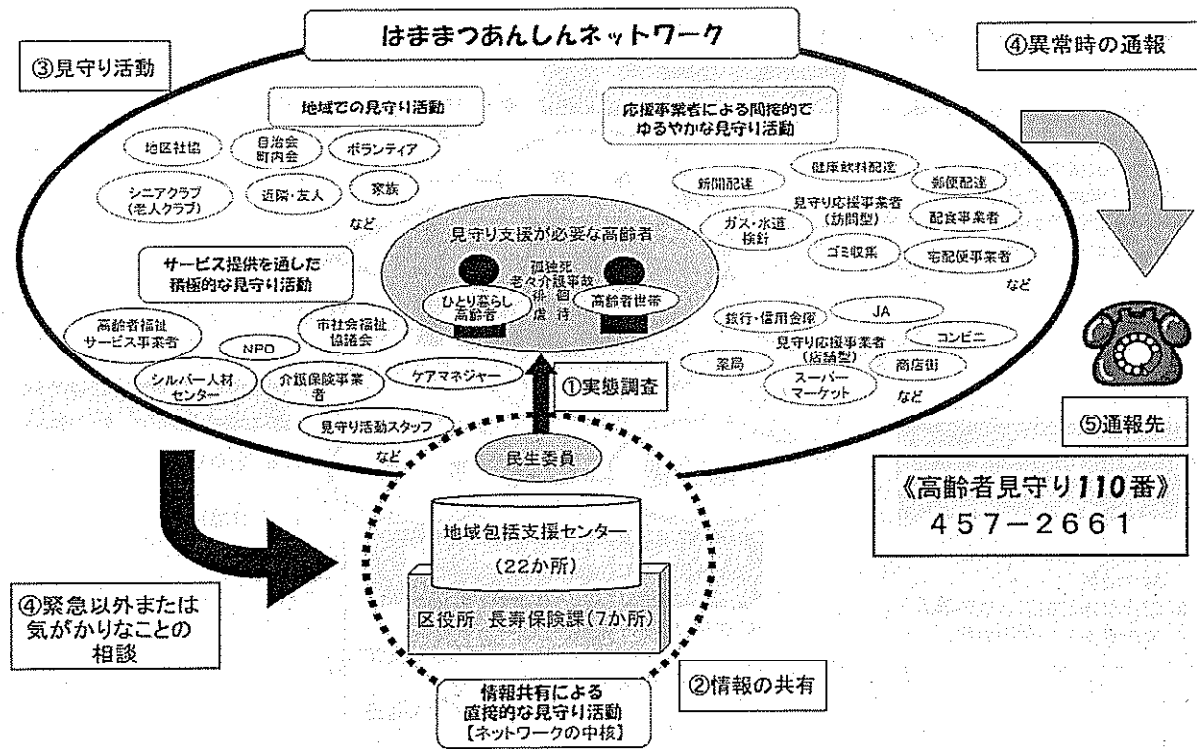 はままつあんしんネットワーク
③見守り活動
④異常時の通報
地域での見守り活動
地区社協
自治会
町内会
ボランティア
シニアクラブ
(老人クラブ)
近隣・友人
家族
など
応援事業者による間接的で
ゆるやかな見守り活動
新聞配達
健康飲料配達
郵便配達
ガス・水道
検針
見守り応援事業者
(訪問型)
配食事業者
ゴミ収集
宅配便事業者
など
見守り支援が必要な高齢者
孤独死
老々介護事故
徘徊
虐待
ひとり暮らし
高齢者
高齢者世帯
サービス提供を通した
積極的な見守り活動
高齢者福祉
サービス事業者
NPO
市社会福祉
協議会
シルバー人材
センター
介護保険事業
者
ケアマネジャー
見守り活動スタッフ
など
銀行・信用金庫
JA
コンビニ
見守り応援事業者
(店舗型)
薬局
スーパー
マーケット
商店街
など
①実態調査
民生委員
⑤通報先
《高齢者見守り110番》
457-2661
地域包括支援センター
(22か所)
区役所 長寿保険課(7か所)
④緊急以外または
気がかりなことの
相談
②情報の共有
情報共有による
直接的な見守り活動
【ネットワークの中核】